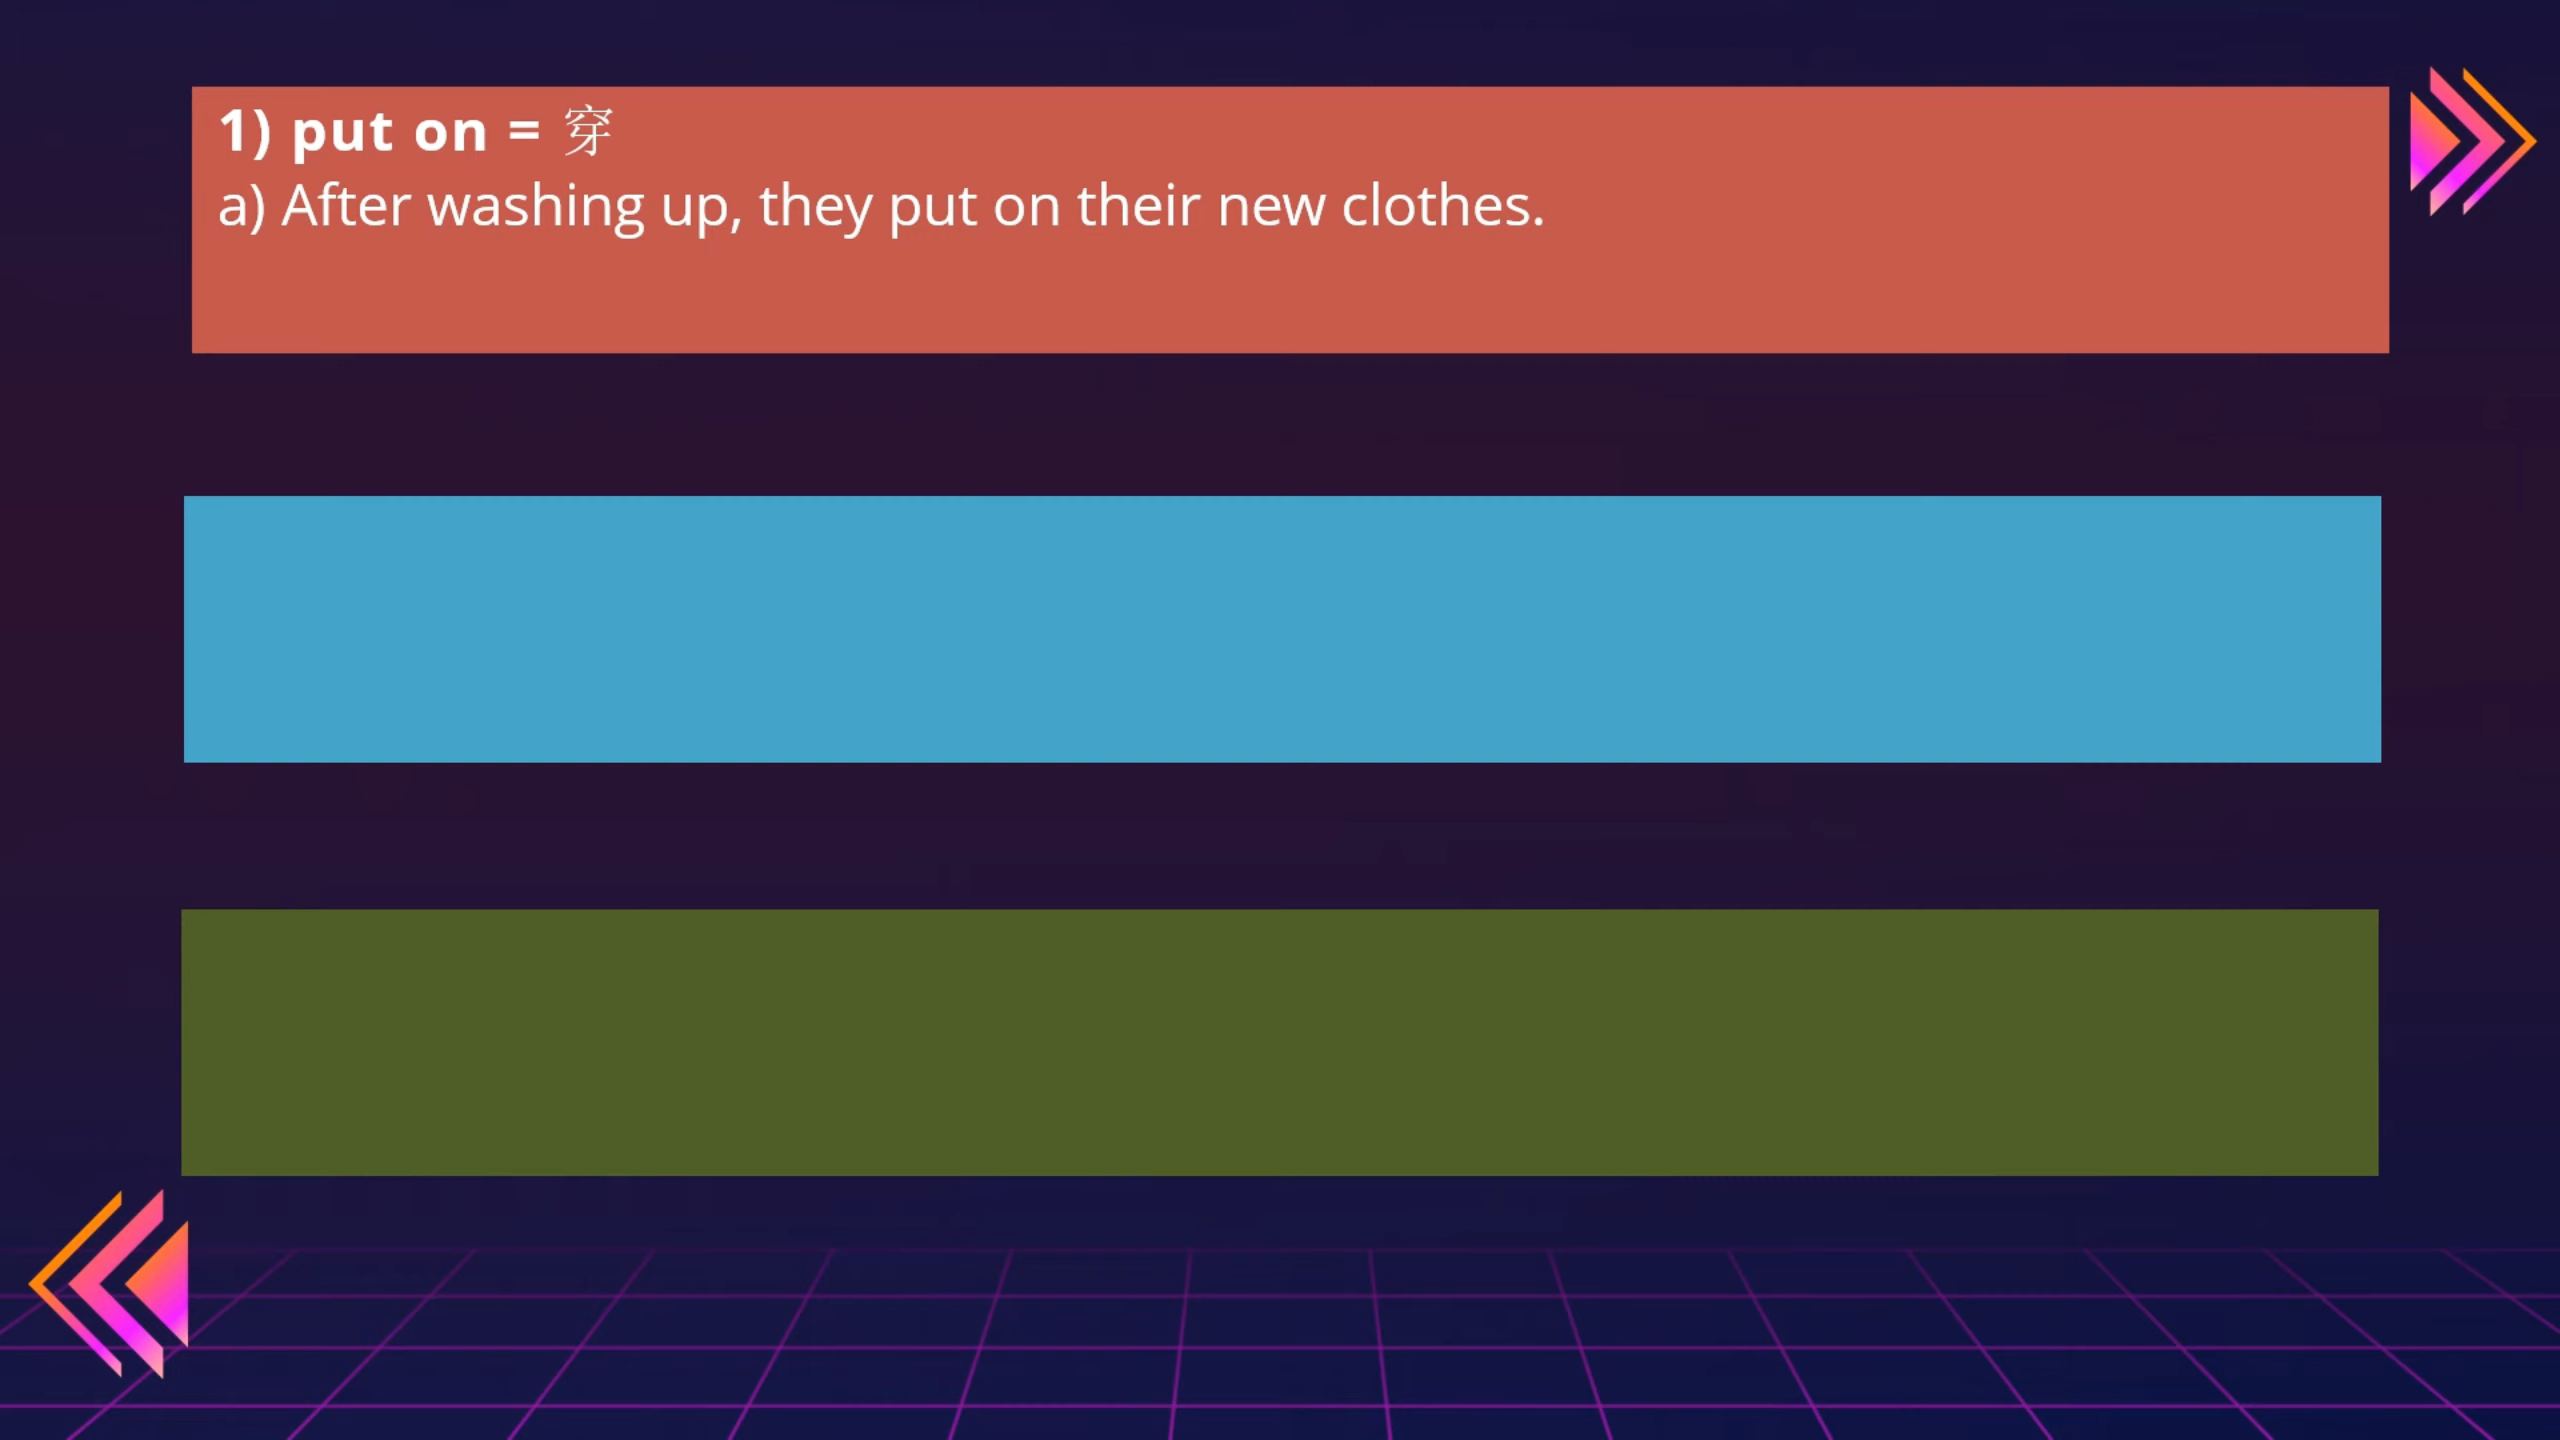 1) put on = 穿
a) After washing up, they put on their new clothes.